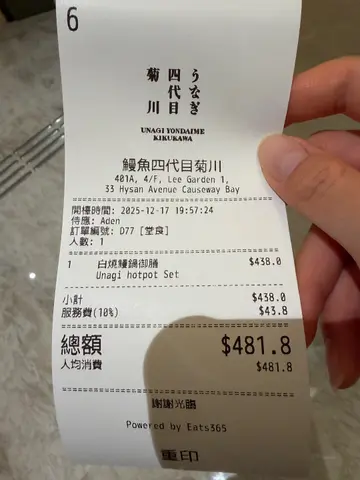 6
うなぎ
四代目
菊川
UNAGI YONDAIME
KIKUKAWA
鰻魚四代目菊川
401A, 4/F, Lee Garden 1,
33 Hysan Avenue Causeway Bay
開檯時間: 2025-12-17 19:57:24
侍應: Aden
訂單編號: D77 [堂食]
人數: 1
1 白燒鰻鍋御膳 $438.0
Unagi hotpot Set
小計 $438.0
服務費(10%) $43.8
總額 $481.8
人均消費 $481.8
謝謝光臨
Powered by Eats365
重印